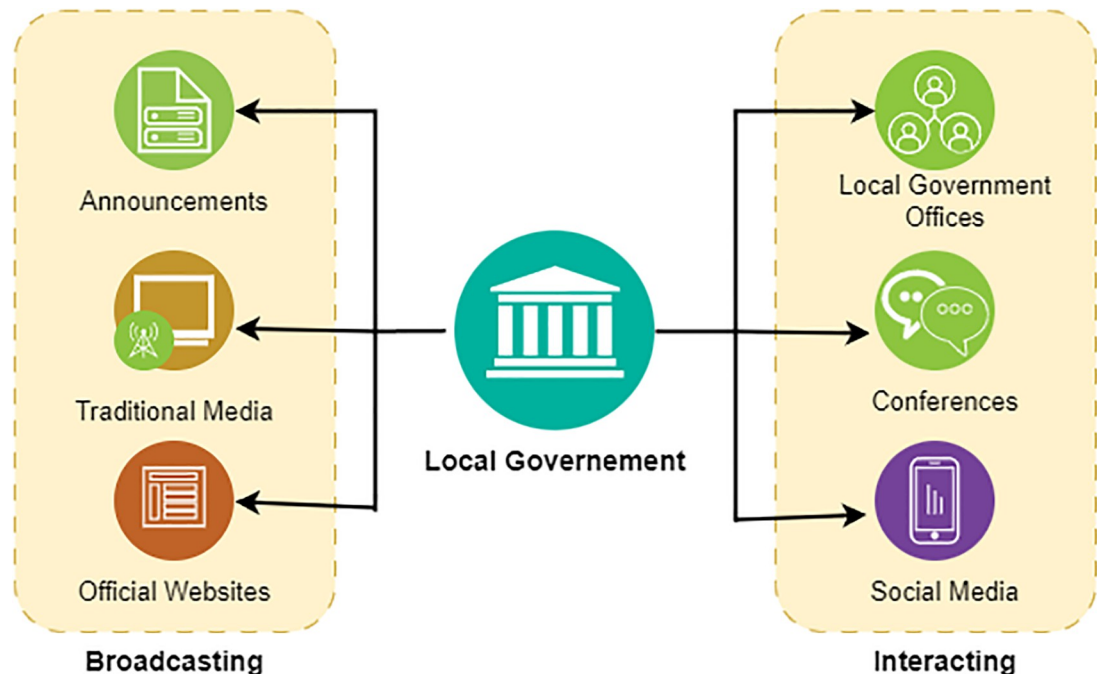 Announcements
Traditional Media
Official Websites
Broadcasting
Local Governement
Local Government
Offices
Conferences
Social Media
Interacting